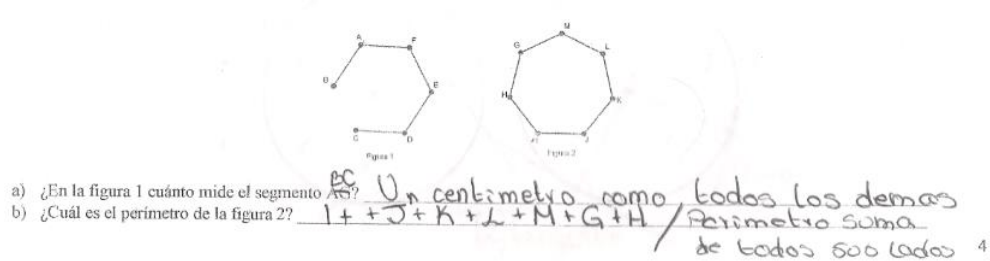 A F
B E
C D
Figura 1
M
G L
H K
J
Figura 2
BC
a) ¿En la figura 1 cuánto mide el segmento ? Un centimetro como todos los demas
b) ¿Cuál es el perímetro de la figura 2? 1 + +J+K+L+M+G+H / Perimetro suma
de todos sus lados 4